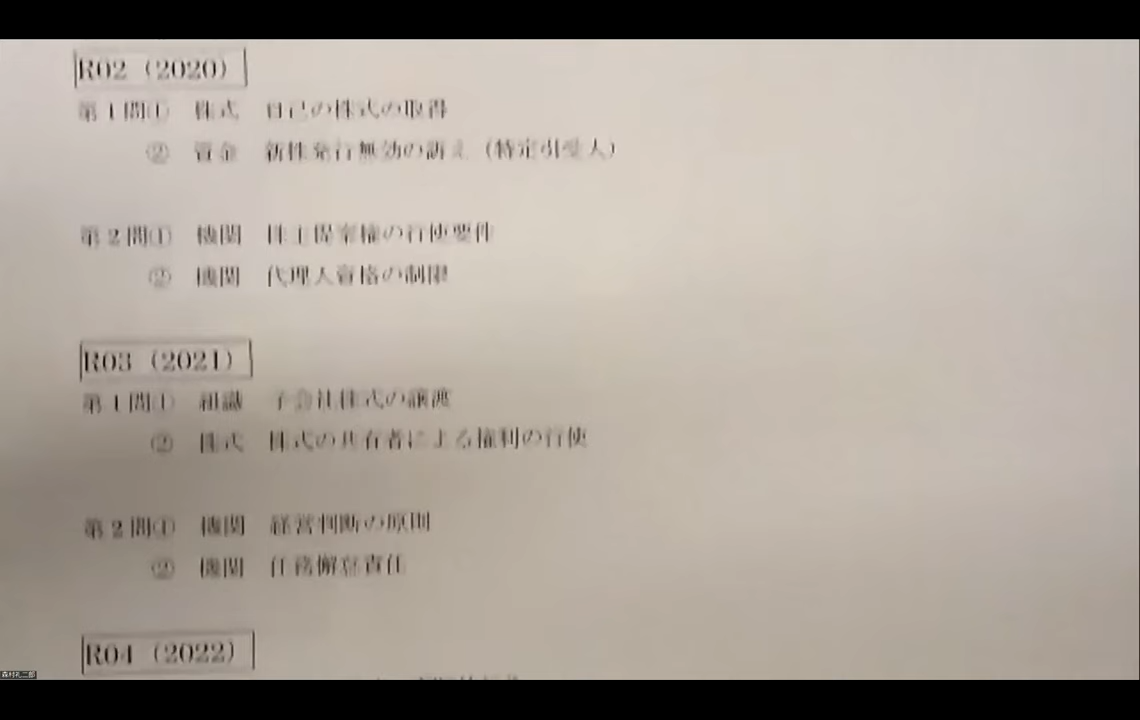 R02（2020）
第1問① 株式 自己の株式の取得
② 資金 新株発行無効の訴え（特定引受人）
第2問① 機関 株主提案権の行使要件
② 機関 代理人資格の制限
R03（2021）
第1問① 組織 子会社株式の譲渡
② 株式 株式の共有者による権利の行使
第2問① 機関 経営判断の原則
② 機関 任務懈怠責任
R04（2022）
森村礼二郎